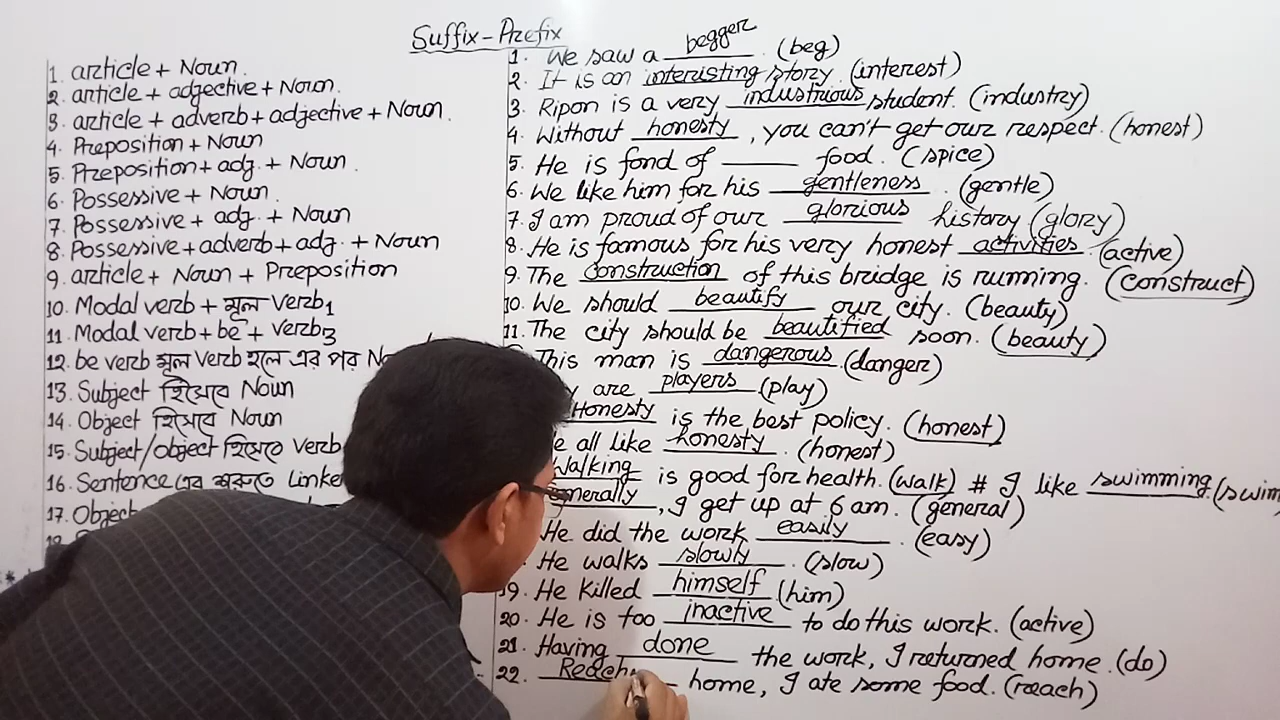 Suffix-Prefix
1. article + Noun.
2. article + adjective + Noun.
3. article + adverb + adjective + Noun.
4. Preposition + Noun
5. Preposition + adj. + Noun.
6. Possessive + Noun.
7. Possessive + adj. + Noun
8. Possessive + adverb + adj. + Noun
9. article + Noun + Preposition
10. Modal verb + মূল verb1
11. Modal verb + be + verb3
12. be verb মূল verb হলে এর পর
13. Subject হিসেবে Noun
14. Object হিসেবে Noun
15. Subject/object হিসেবে verb
16. Sentence এর শুরুতে
17. Object
1. We saw a begger. (beg)
2. It is an interisting story. (interest)
3. Ripon is a very industrious student. (industry)
4. Without honesty, you can't get our respect. (honest)
5. He is fond of ____ food. (spice)
6. We like him for his gentleness. (gentle)
7. I am proud of our glorious history (glory)
8. He is famous for his very honest activities. (active)
9. The construction of this bridge is running. (construct)
10. We should beautify our city. (beauty)
11. The city should be beautified soon. (beauty)
This man is dangerous. (danger)
are players (play)
Honesty is the best policy. (honest)
all like honesty. (honest)
Walking is good for health. (walk) # I like swimming. (swim
, I get up at 6 am. (general)
He did the work easily. (easy)
He walks slowly. (slow)
19. He killed himself (him)
20. He is too inactive to do this work. (active)
21. Having done the work, I returned home. (do)
22. Reach home, I ate some food. (reach)